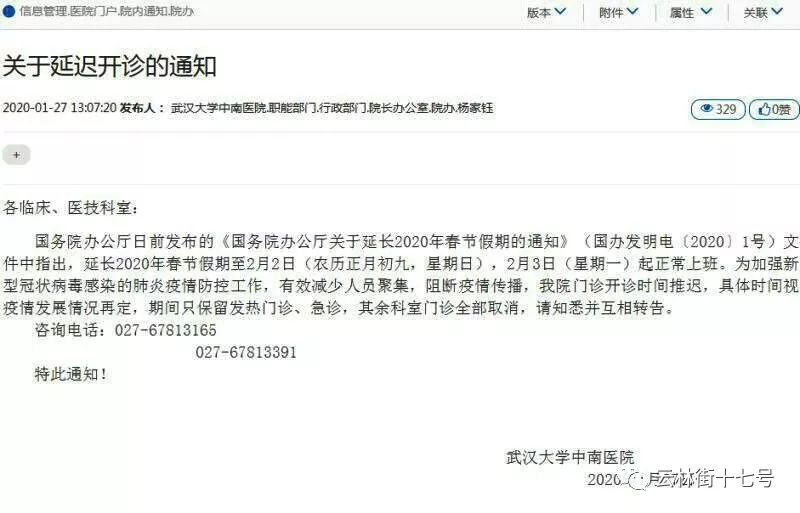 信息管理.医院门户.院内通知.院办 版本 附件 属性 关联
关于延迟开诊的通知
2020-01-27 13:07:20 发布人： 武汉大学中南医院.职能部门.行政部门.院长办公室.院办.杨家钰 329 0赞
+
各临床、医技科室：
国务院办公厅日前发布的《国务院办公厅关于延长2020年春节假期的通知》（国办发明电〔2020〕1号）文
件中指出，延长2020年春节假期至2月2日（农历正月初九，星期日），2月3日（星期一）起正常上班。为加强新
型冠状病毒感染的肺炎疫情防控工作，有效减少人员聚集，阻断疫情传播，我院门诊开诊时间推迟，具体时间视
疫情发展情况再定，期间只保留发热门诊、急诊，其余科室门诊全部取消，请知悉并互相转告。
咨询电话：027-67813165
027-67813391
特此通知！
武汉大学中南医院
2020 月
云林街十七号